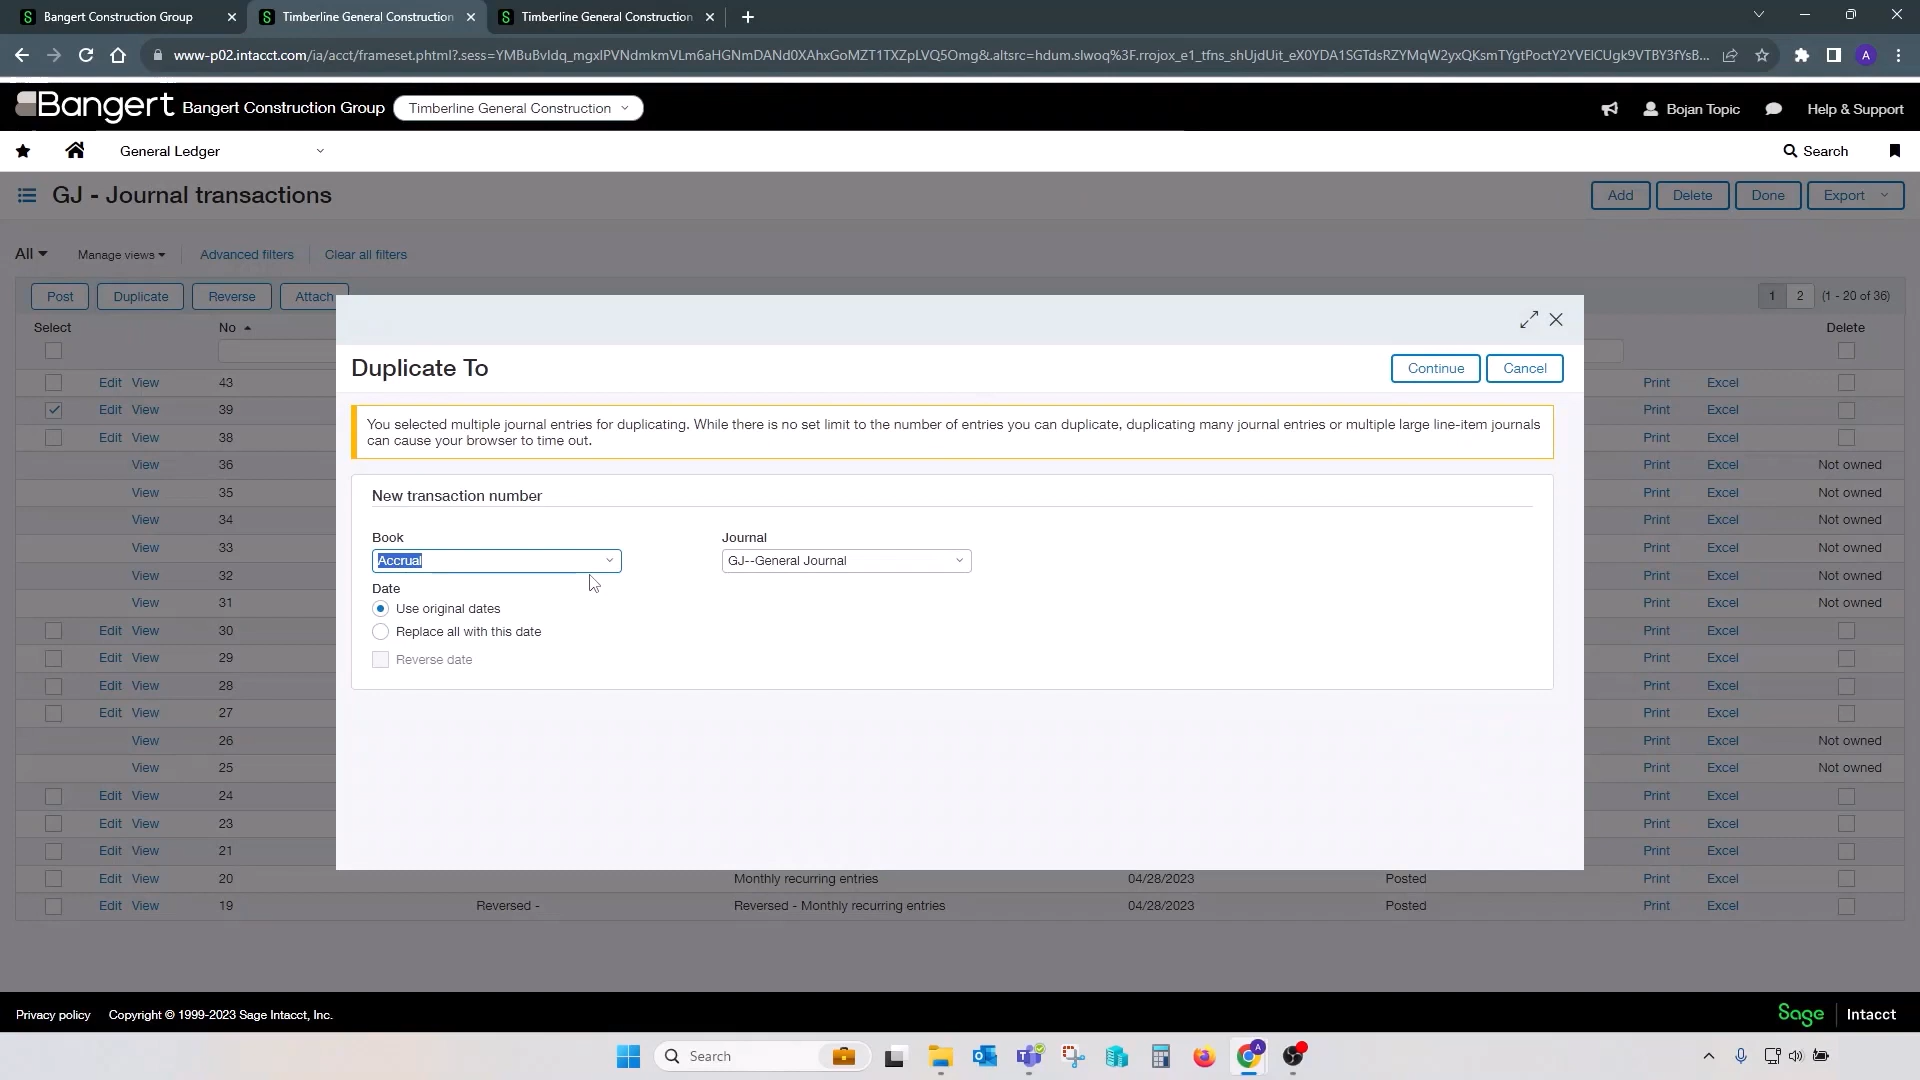 Bangert Construction Group
Timberline General Construction
Timberline General Construction
www-p02.intacct.com/ia/acct/frameset.phtml?.sess=
Bangert Bangert Construction Group Timberline General Construction Bojan Topic Help & Support
General Ledger Search
GJ - Journal transactions Add Delete Done Export
All Manage views Advanced filters Clear all filters
Post Duplicate Reverse Attach 1 2 (1 - 20 of 36)
Select No Delete
Duplicate To Continue Cancel
Edit View 43 Print Excel
Edit View 39 Print Excel
You selected multiple journal entries for duplicating. While there is no set limit to the number of entries you can duplicate, duplicating many journal entries or multiple large line-item journals
can cause your browser to time out.
Edit View 38 Print Excel
View 36 Print Excel Not owned
View 35 Print Excel Not owned
New transaction number
View 34 Print Excel Not owned
Book Journal
View 33 Print Excel Not owned
Accrual GJ--General Journal
View 32 Print Excel Not owned
Date
View 31 Print Excel Not owned
Use original dates
Edit View 30 Print Excel
Replace all with this date
Edit View 29 Print Excel
Reverse date
Edit View 28 Print Excel
Edit View 27 Print Excel
View 26 Print Excel Not owned
View 25 Print Excel Not owned
Edit View 24 Print Excel
Edit View 23 Print Excel
Edit View 21 Print Excel
Edit View 20 Monthly recurring entries 04/28/2023 Posted Print Excel
Edit View 19 Reversed - Reversed - Monthly recurring entries 04/28/2023 Posted Print Excel
Privacy policy Copyright © 1999-2023 Sage Intacct, Inc. Sage Intacct
Search